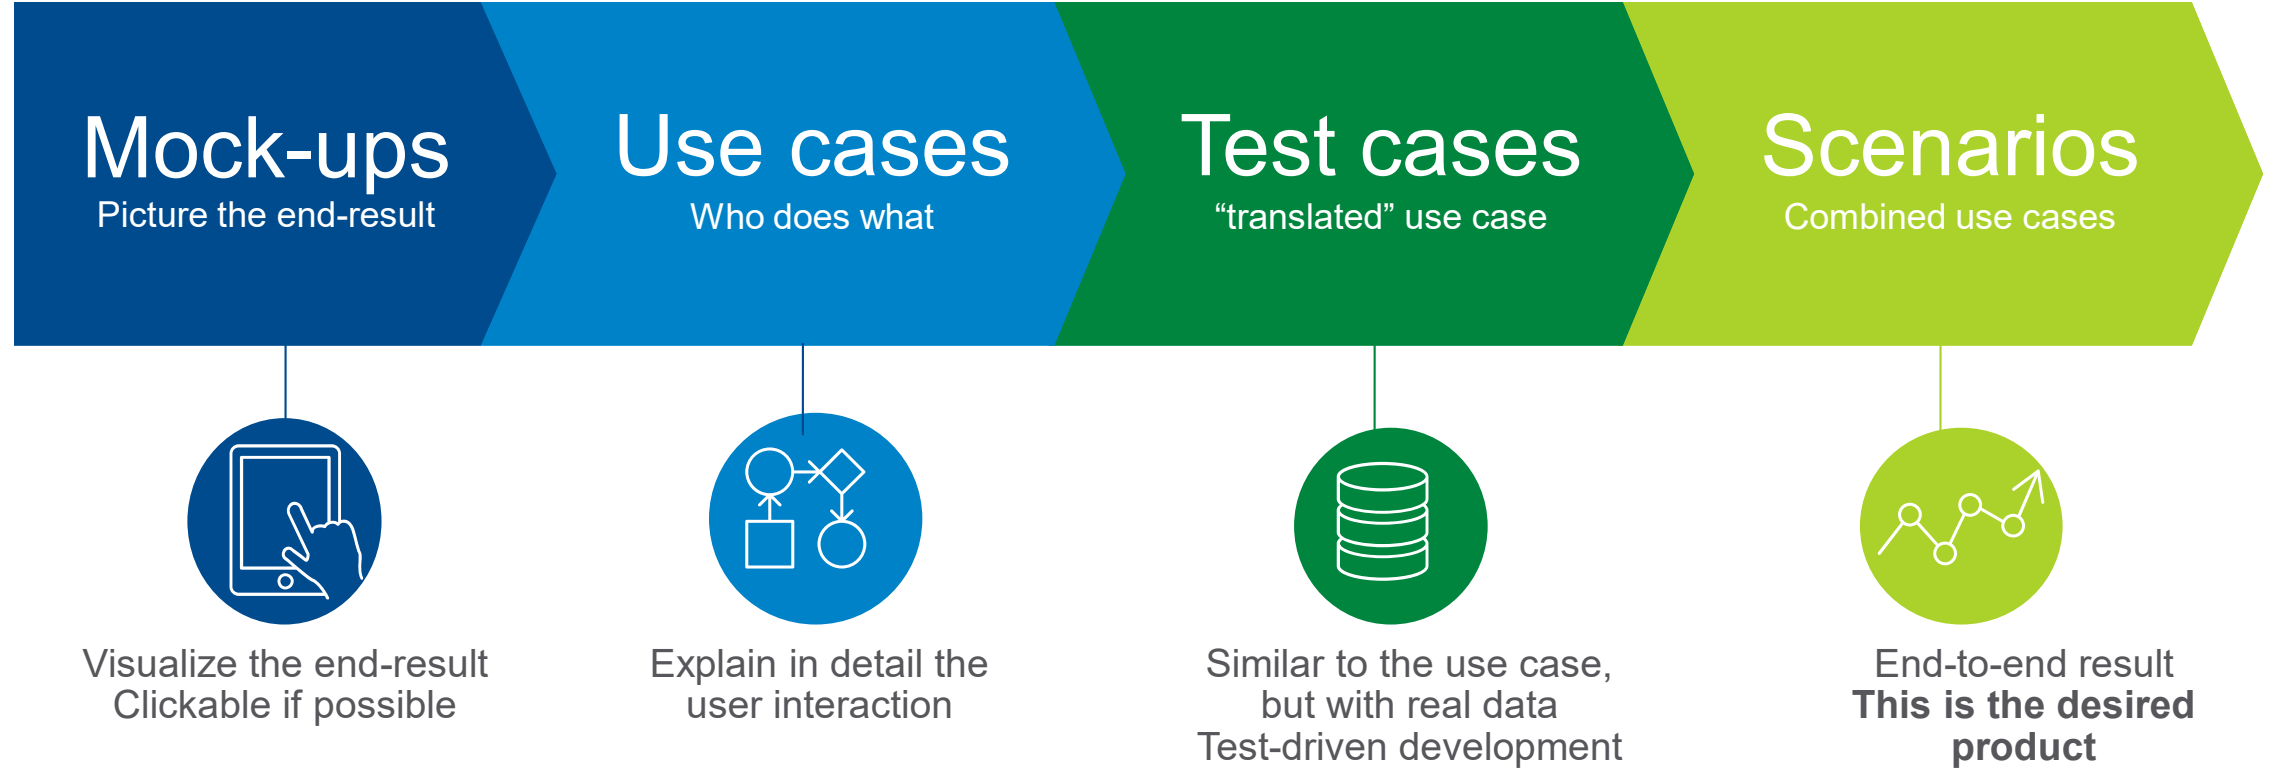 Mock-ups
Picture the end-result
Use cases
Who does what
Test cases
“translated” use case
Scenarios
Combined use cases
Visualize the end-result
Clickable if possible
Explain in detail the
user interaction
Similar to the use case,
but with real data
Test-driven development
End-to-end result
This is the desired
product